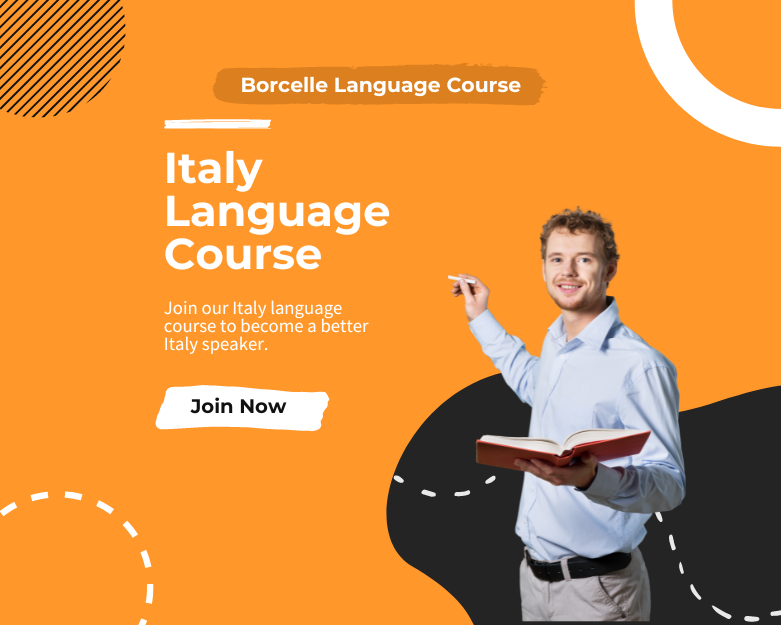 Borcelle Language Course
Italy
Language
Course
Join our Italy language
course to become a better
Italy speaker.
Join Now